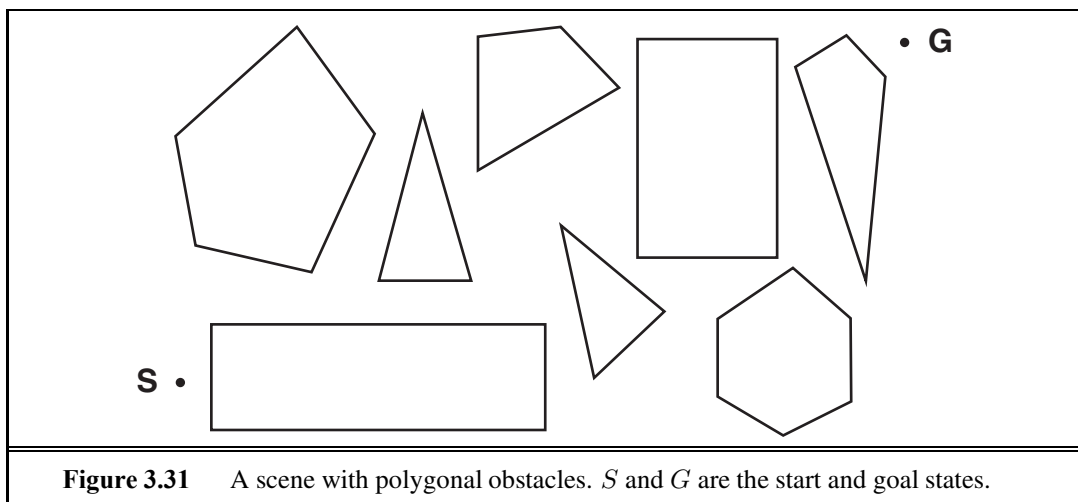 G
S
Figure 3.31 A scene with polygonal obstacles. S and G are the start and goal states.